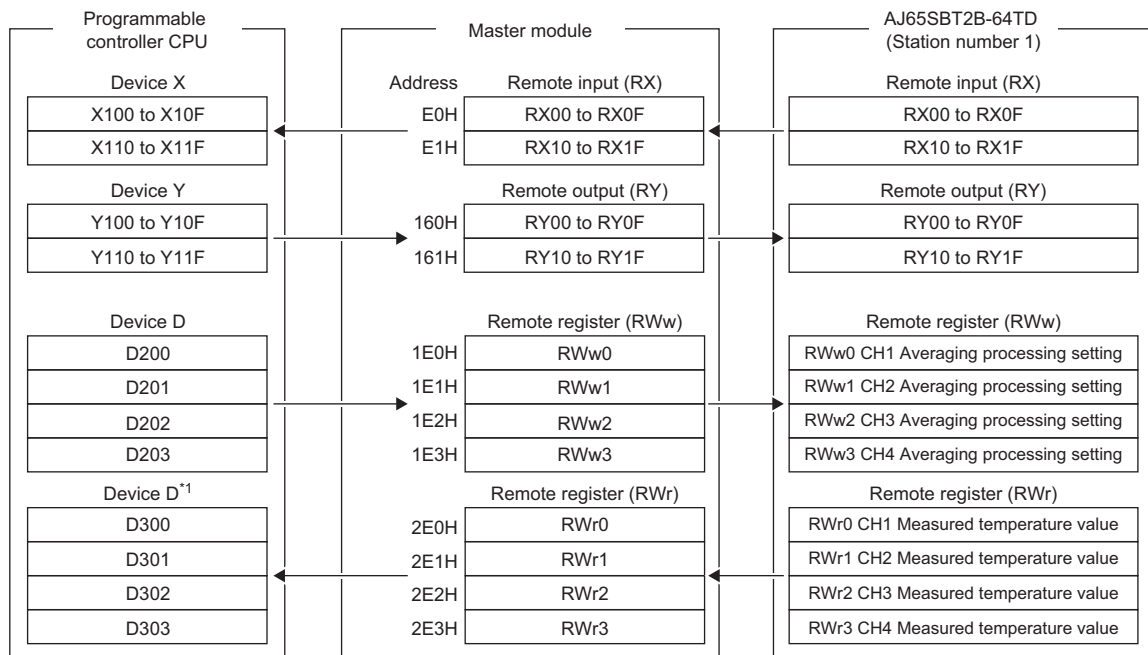 Programmable
controller CPU
Master module
AJ65SBT2B-64TD
(Station number 1)
Device X
Address
Remote input (RX)
Remote input (RX)
X100 to X10F
E0H
RX00 to RX0F
RX00 to RX0F
X110 to X11F
E1H
RX10 to RX1F
RX10 to RX1F
Device Y
Remote output (RY)
Remote output (RY)
Y100 to Y10F
160H
RY00 to RY0F
RY00 to RY0F
Y110 to Y11F
161H
RY10 to RY1F
RY10 to RY1F
Device D
Remote register (RWw)
Remote register (RWw)
D200
1E0H
RWw0
RWw0 CH1 Averaging processing setting
D201
1E1H
RWw1
RWw1 CH2 Averaging processing setting
D202
1E2H
RWw2
RWw2 CH3 Averaging processing setting
D203
1E3H
RWw3
RWw3 CH4 Averaging processing setting
Device D*1
Remote register (RWr)
Remote register (RWr)
D300
2E0H
RWr0
RWr0 CH1 Measured temperature value
D301
2E1H
RWr1
RWr1 CH2 Measured temperature value
D302
2E2H
RWr2
RWr2 CH3 Measured temperature value
D303
2E3H
RWr3
RWr3 CH4 Measured temperature value